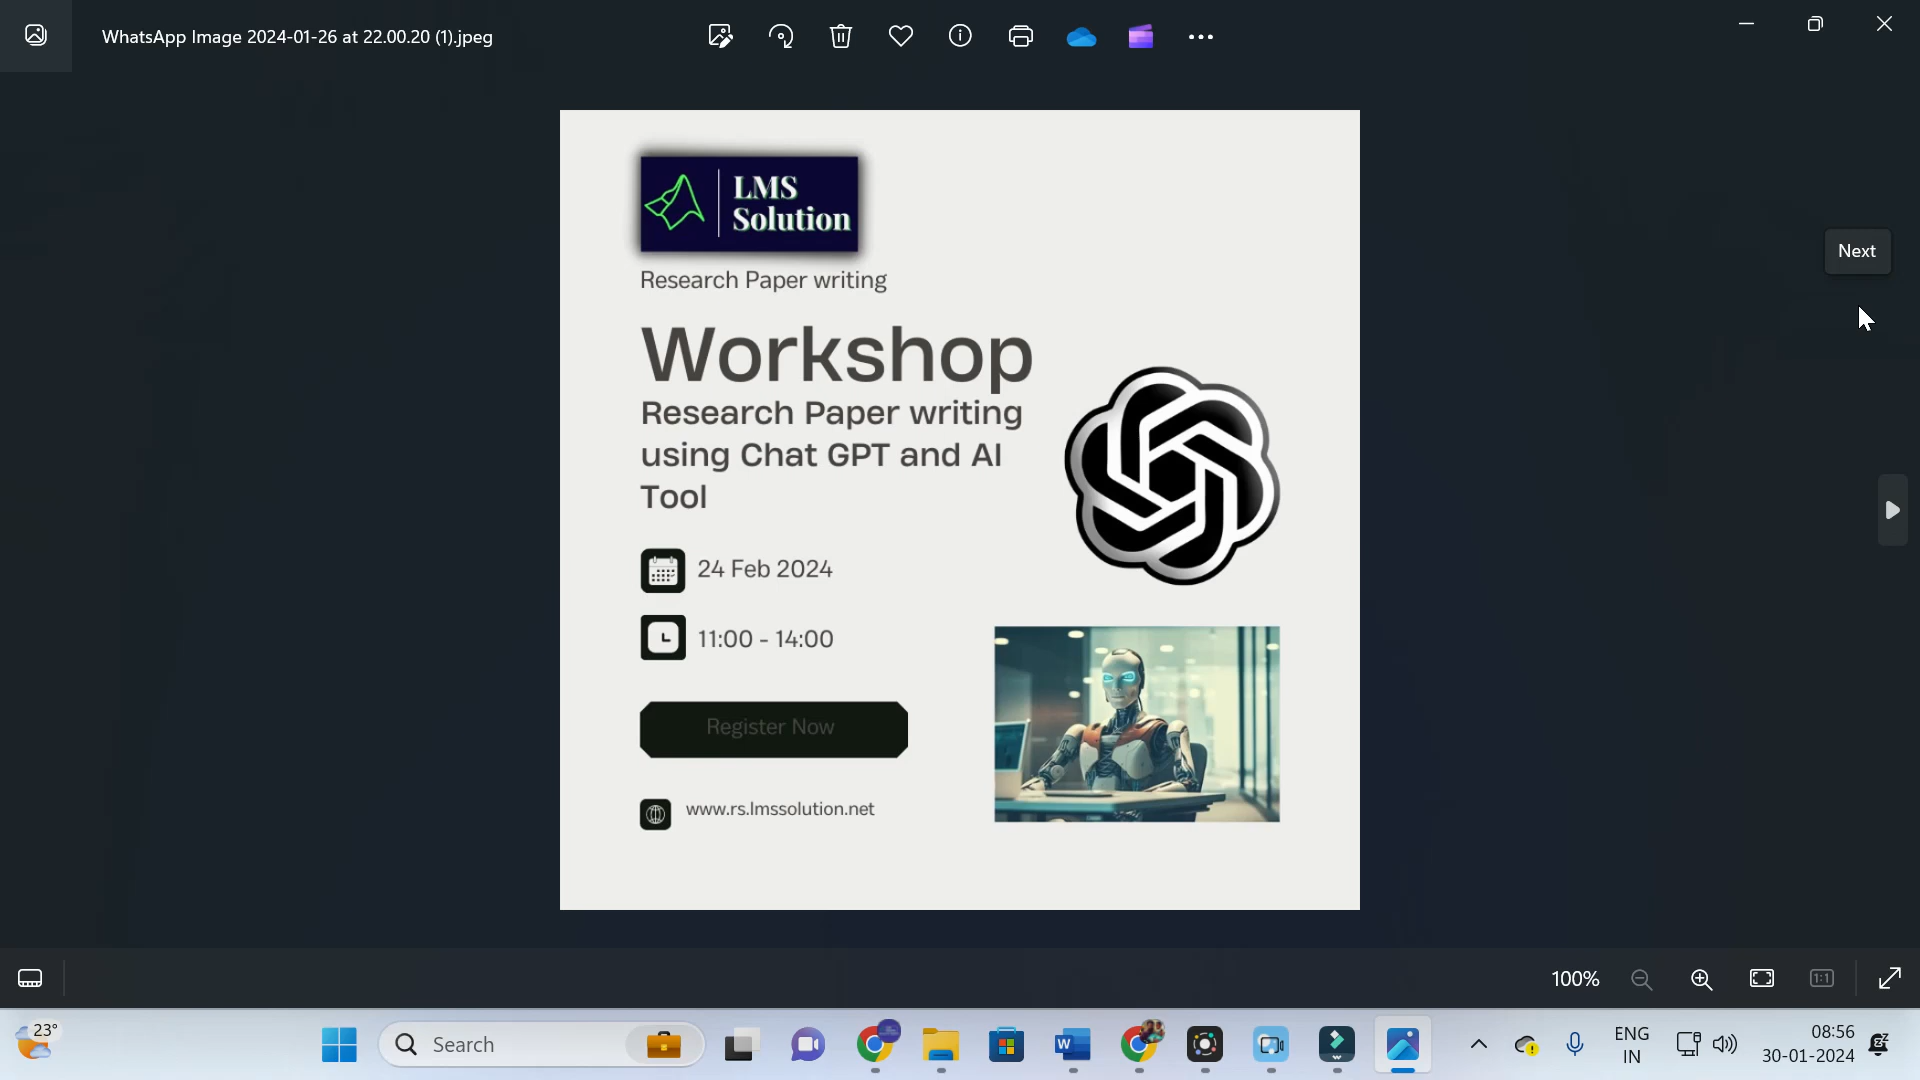 WhatsApp Image 2024-01-26 at 22.00.20 (1).jpeg
LMS
Solution
Research Paper writing
Next
Workshop
Research Paper writing
using Chat GPT and AI
Tool
24 Feb 2024
11:00 - 14:00
Register Now
www.rs.lmssolution.net
100%
1:1
23°
Search
W
ENG
IN
08:56
30-01-2024